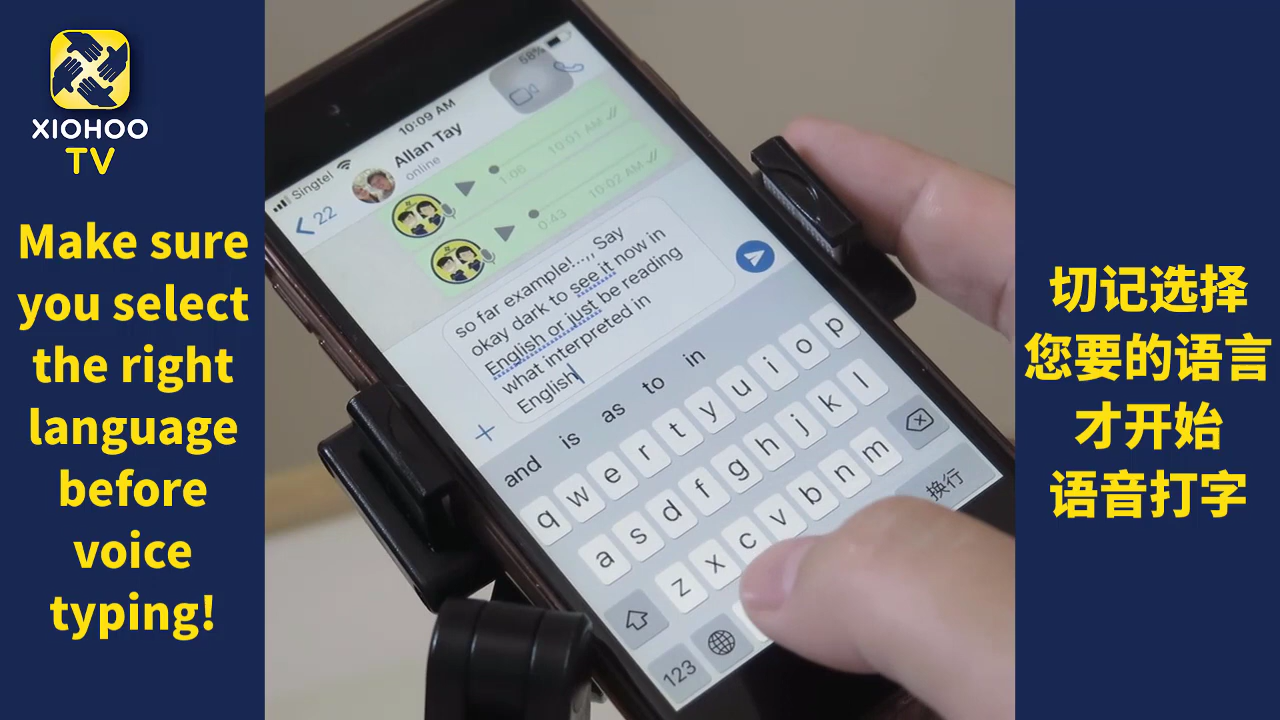 XIOHOO
TV
Make sure
you select
the right
language
before
voice
typing!
Singtel
10:09 AM
58%
22
Allan Tay
online
1:06
10:01 AM
0:43
10:02 AM
so far example!..,, Say
okay dark to see it now in
English or just be reading
what interpreted in
English
and is as to in
q w e r t y u i o p
a s d f g h j k l
z x c v b n m
123
换行
切记选择
您要的语言
才开始
语音打字